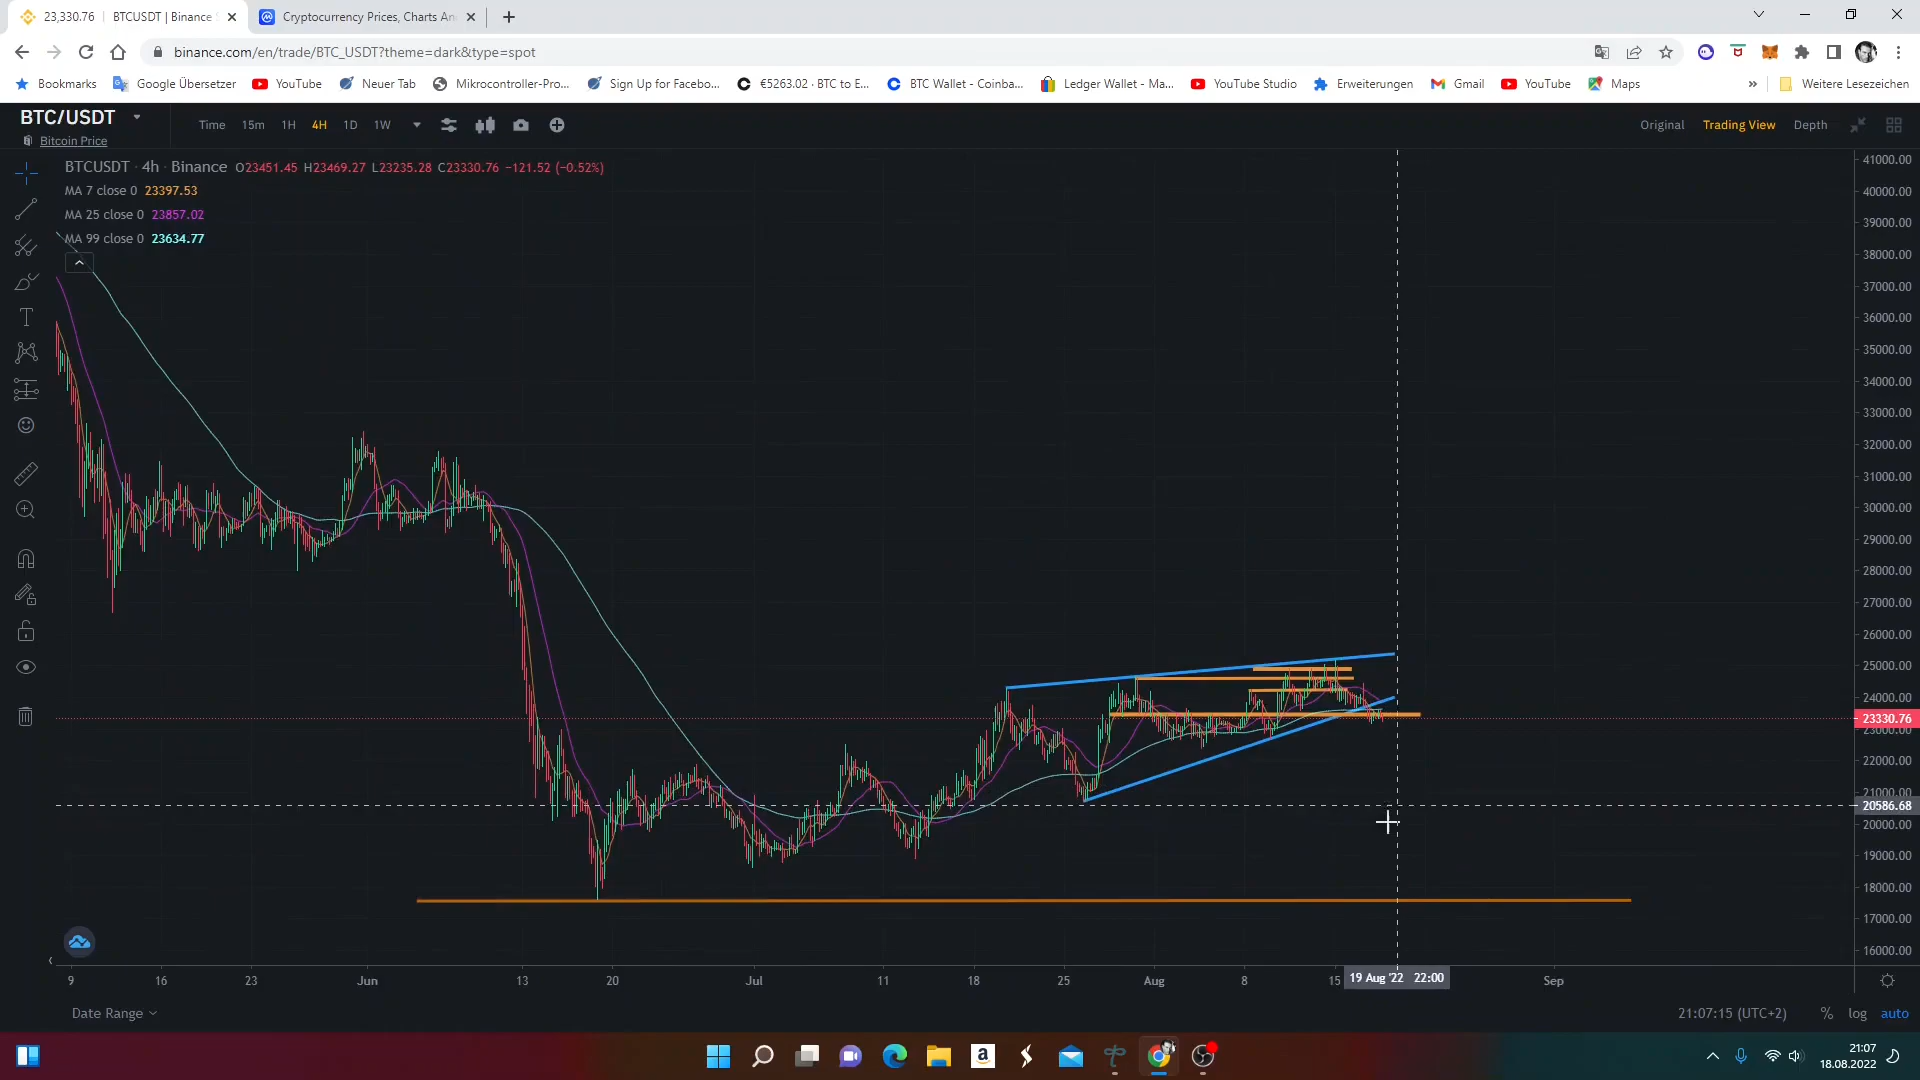 23,330.76 | BTCUSDT | Binance
Cryptocurrency Prices, Charts An
binance.com/en/trade/BTC_USDT?theme=dark&type=spot
Bookmarks Google Übersetzer YouTube Neuer Tab Mikrocontroller-Pro... Sign Up for Facebo... €5263.02 · BTC to E... BTC Wallet - Coinba... Ledger Wallet - Ma... YouTube Studio Erweiterungen Gmail YouTube Maps » Weitere Lesezeichen
BTC/USDT
Bitcoin Price
Time 15m 1H 4H 1D 1W
Original Trading View Depth
BTCUSDT · 4h · Binance O23451.45 H23469.27 L23235.28 C23330.76 −121.52 (−0.52%)
MA 7 close 0 23397.53
MA 25 close 0 23857.02
MA 99 close 0 23634.77
41000.00
40000.00
39000.00
38000.00
37000.00
36000.00
35000.00
34000.00
33000.00
32000.00
31000.00
30000.00
29000.00
28000.00
27000.00
26000.00
25000.00
24000.00
23330.76
23000.00
22000.00
21000.00
20586.68
20000.00
19000.00
18000.00
17000.00
16000.00
9 16 23 Jun 13 20 Jul 11 18 25 Aug 8 15 19 Aug '22 22:00 Sep
Date Range
21:07:15 (UTC+2) % log auto
21:07
18.08.2022